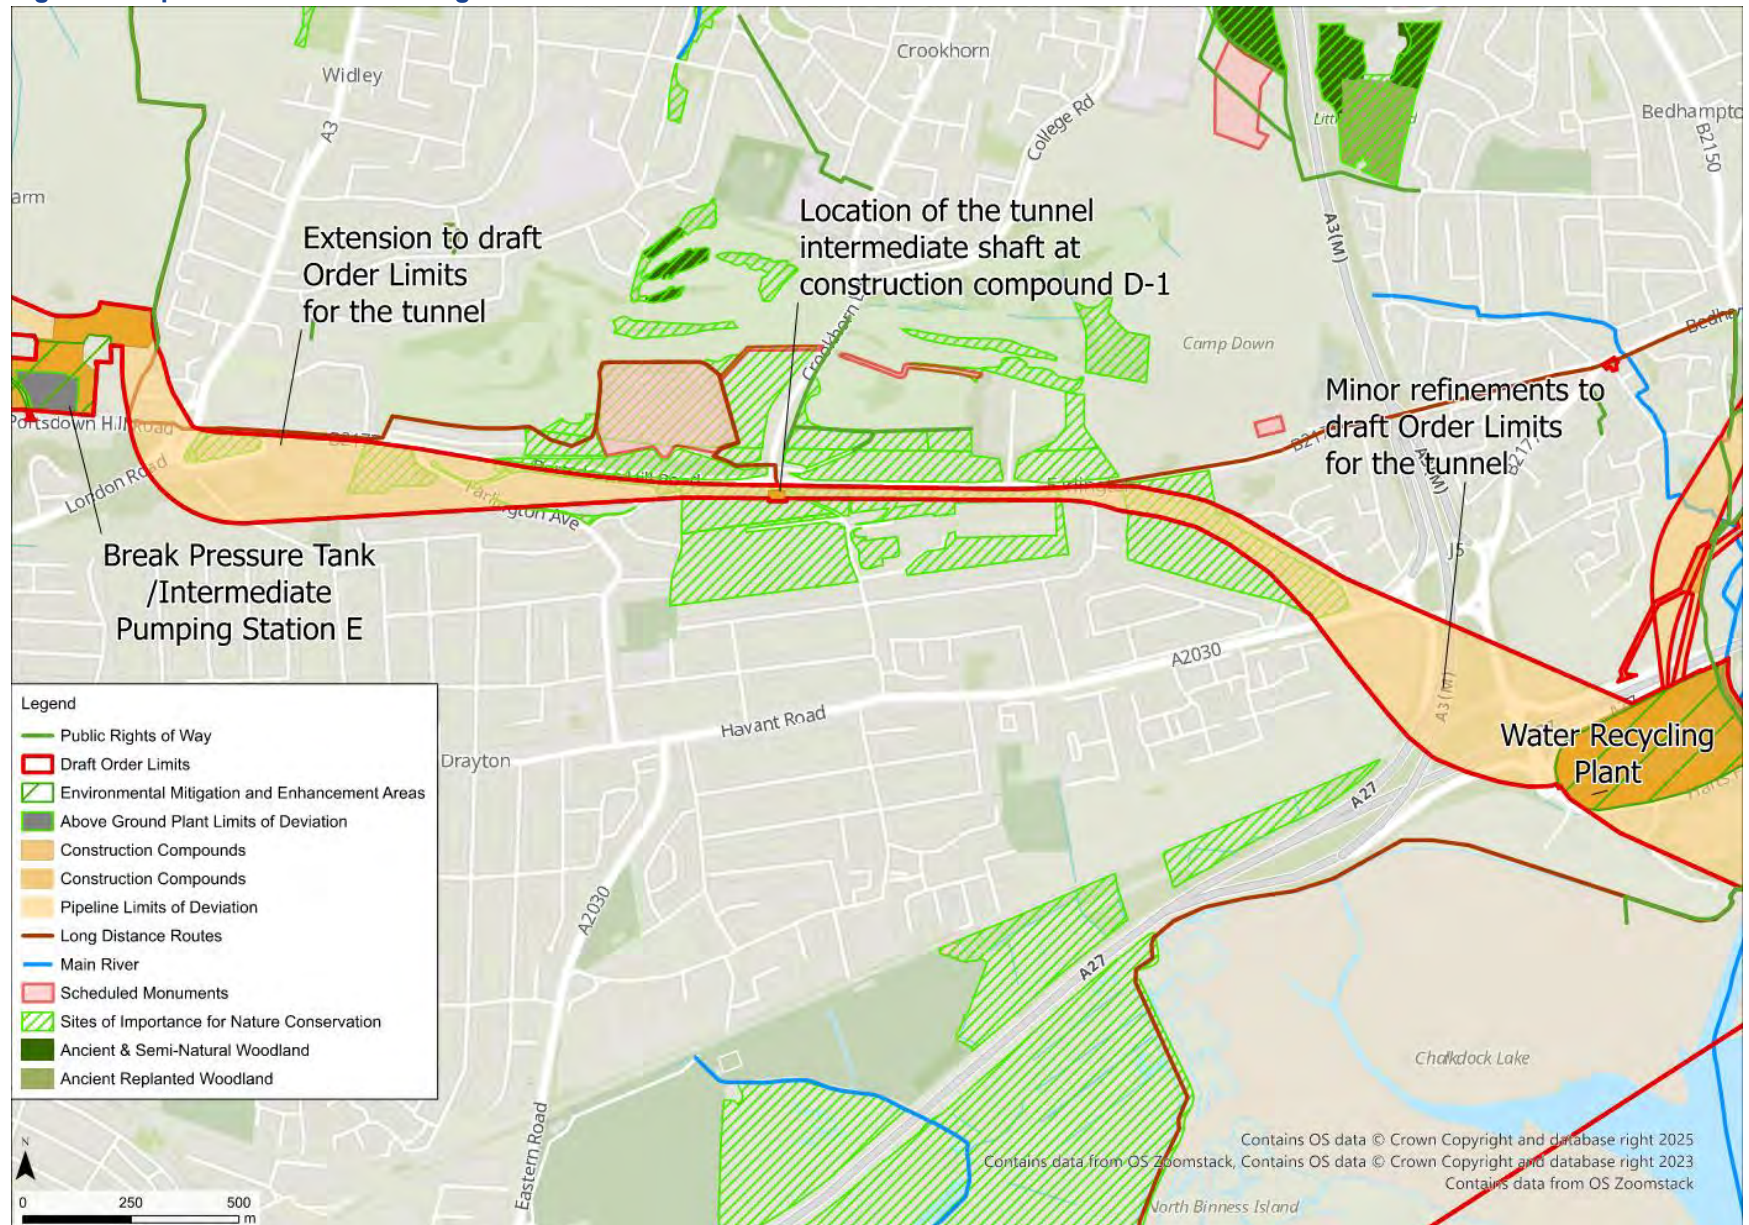 Crookhorn
Widley
A3
College Rd
Bedhampto
B2150
arm
A3(M)
Extension to draft
Order Limits
for the tunnel
Location of the tunnel
intermediate shaft at
construction compound D-1
Camp Down
Minor refinements to
draft Order Limits
for the tunnel
B2177
London Road
Farlington Ave
J5
Break Pressure Tank
/Intermediate
Pumping Station E
A2030
A3(M)
Havant Road
Drayton
Water Recycling
Plant
A27
A2030
A27
Legend
Public Rights of Way
Draft Order Limits
Environmental Mitigation and Enhancement Areas
Above Ground Plant Limits of Deviation
Construction Compounds
Construction Compounds
Pipeline Limits of Deviation
Long Distance Routes
Main River
Scheduled Monuments
Sites of Importance for Nature Conservation
Ancient & Semi-Natural Woodland
Ancient Replanted Woodland
Chalkdock Lake
Eastern Road
N
0 250 500
m
Contains OS data © Crown Copyright and database right 2025
Contains data from OS Zoomstack, Contains OS data © Crown Copyright and database right 2023
Contains data from OS Zoomstack
North Binness Island